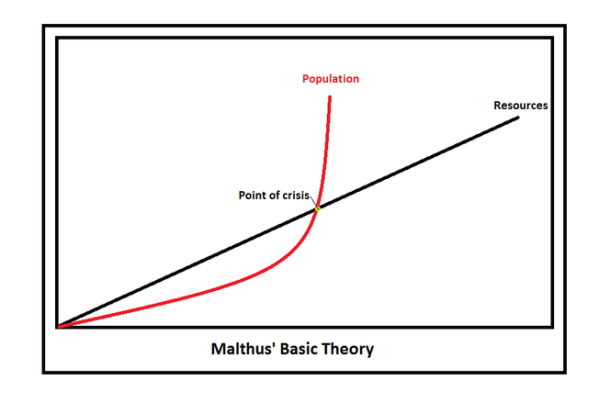 Population
Resources
Point of crisis
Malthus' Basic Theory